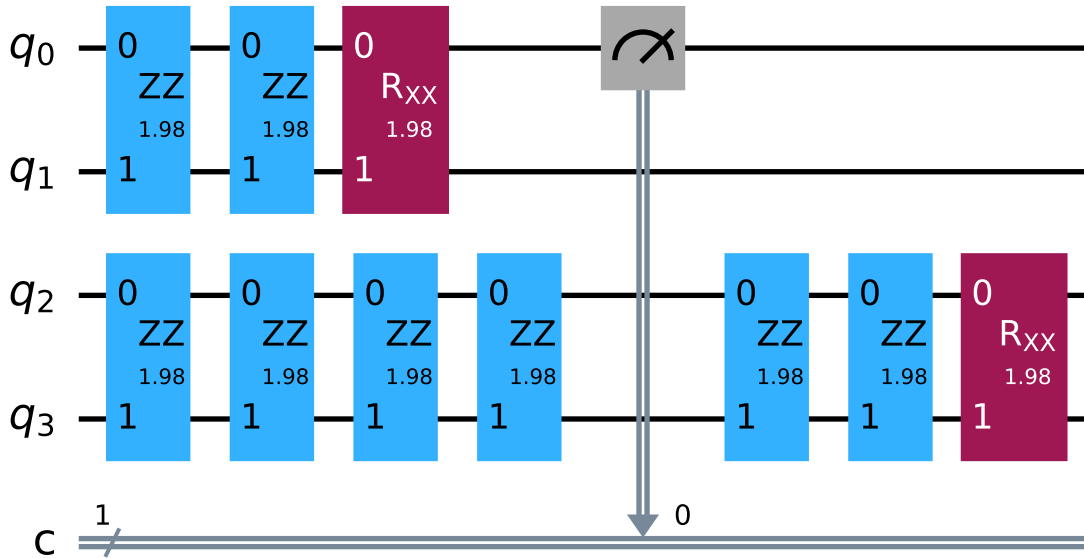 q0 0 0 0
ZZ ZZ RXX
1.98 1.98 1.98
q1 1 1 1
q2 0 0 0 0 0 0 0
ZZ ZZ ZZ ZZ ZZ ZZ RXX
1.98 1.98 1.98 1.98 1.98 1.98 1.98
q3 1 1 1 1 1 1 1
1 0
c